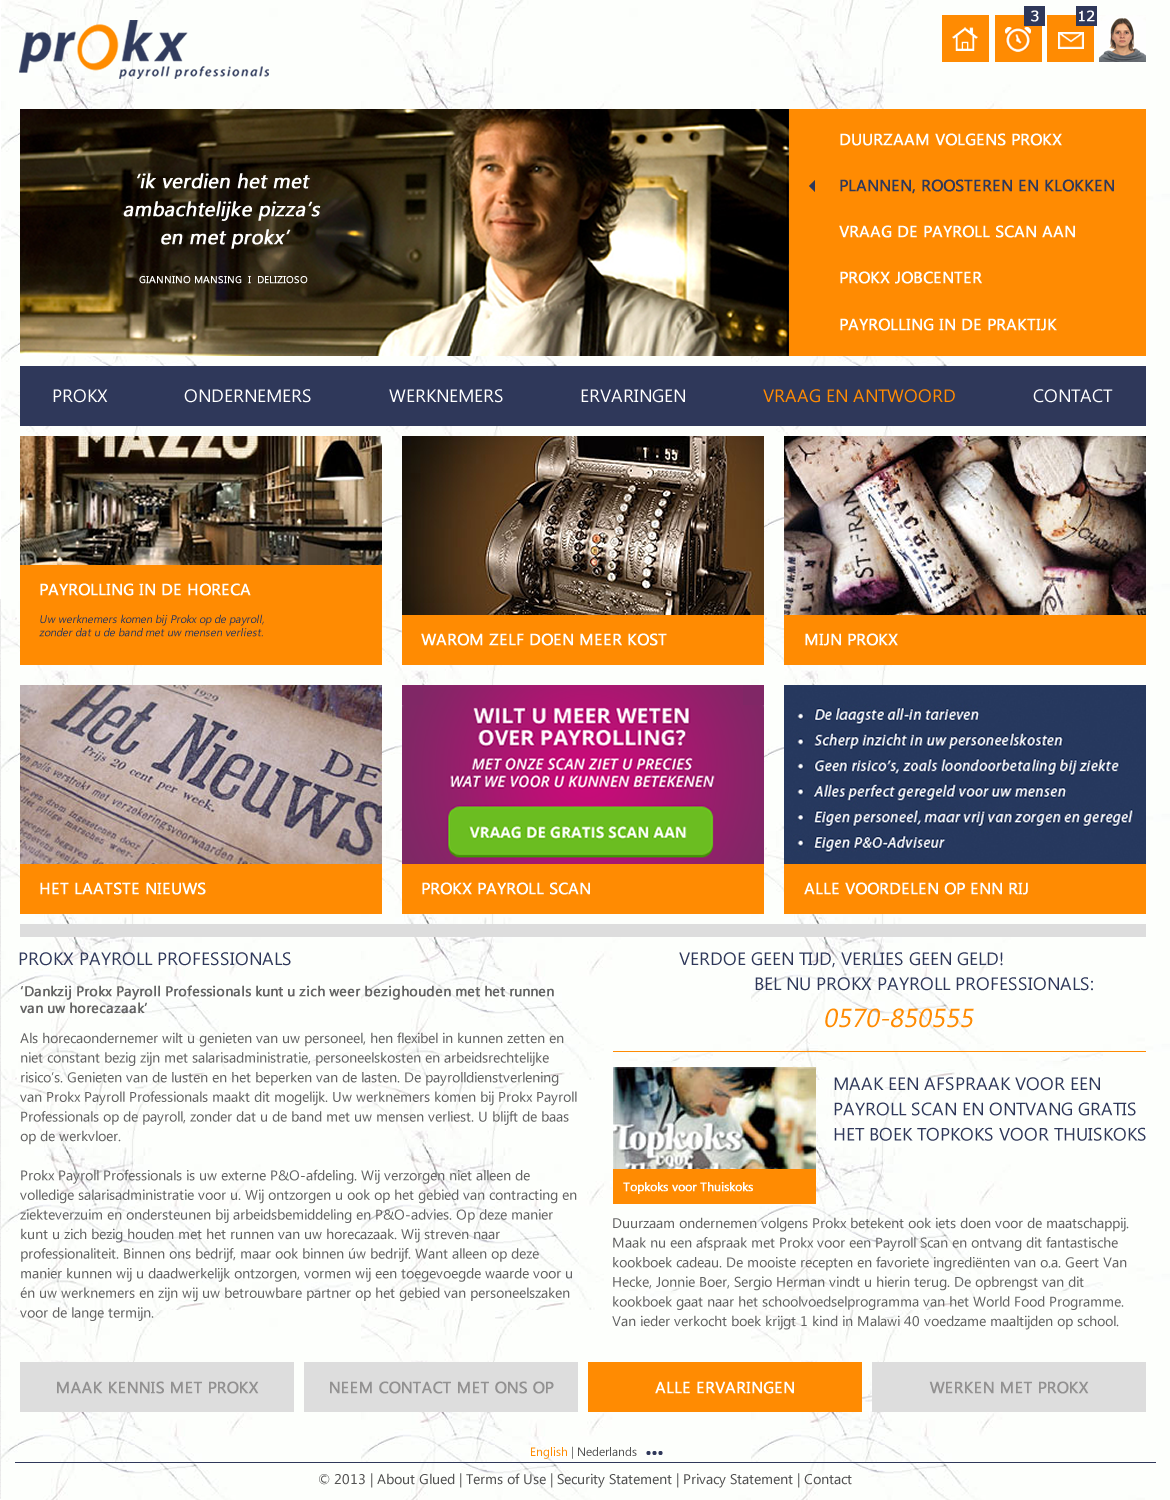 prokx
payroll professionals
3
12
'ik verdien het met
ambachtelijke pizza's
en met prokx'
GIANNINO MANSING I DELIZIOSO
DUURZAAM VOLGENS PROKX
PLANNEN, ROOSTEREN EN KLOKKEN
VRAAG DE PAYROLL SCAN AAN
PROKX JOBCENTER
PAYROLLING IN DE PRAKTIJK
PROKX ONDERNEMERS WERKNEMERS ERVARINGEN VRAAG EN ANTWOORD CONTACT
MAZZO
PAYROLLING IN DE HORECA
Uw werknemers komen bij Prokx op de payroll,
zonder dat u de band met uw mensen verliest.
WAROM ZELF DOEN MEER KOST
MIJN PROKX
1929
Het Nieuws
DE
Prijs 20 cent per week.
HET LAATSTE NIEUWS
WILT U MEER WETEN
OVER PAYROLLING?
MET ONZE SCAN ZIET U PRECIES
WAT WE VOOR U KUNNEN BETEKENEN
VRAAG DE GRATIS SCAN AAN
PROKX PAYROLL SCAN
• De laagste all-in tarieven
• Scherp inzicht in uw personeelskosten
• Geen risico's, zoals loondoorbetaling bij ziekte
• Alles perfect geregeld voor uw mensen
• Eigen personeel, maar vrij van zorgen en geregel
• Eigen P&O-Adviseur
ALLE VOORDELEN OP ENN RIJ
PROKX PAYROLL PROFESSIONALS
'Dankzij Prokx Payroll Professionals kunt u zich weer bezighouden met het runnen
van uw horecazaak'
Als horecaondernemer wilt u genieten van uw personeel, hen flexibel in kunnen zetten en
niet constant bezig zijn met salarisadministratie, personeelskosten en arbeidsrechtelijke
risico's. Genieten van de lusten en het beperken van de lasten. De payrolldienstverlening
van Prokx Payroll Professionals maakt dit mogelijk. Uw werknemers komen bij Prokx Payroll
Professionals op de payroll, zonder dat u de band met uw mensen verliest. U blijft de baas
op de werkvloer.
Prokx Payroll Professionals is uw externe P&O-afdeling. Wij verzorgen niet alleen de
volledige salarisadministratie voor u. Wij ontzorgen u ook op het gebied van contracting en
ziekteverzuim en ondersteunen bij arbeidsbemiddeling en P&O-advies. Op deze manier
kunt u zich bezig houden met het runnen van uw horecazaak. Wij streven naar
professionaliteit. Binnen ons bedrijf, maar ook binnen úw bedrijf. Want alleen op deze
manier kunnen wij u daadwerkelijk ontzorgen, vormen wij een toegevoegde waarde voor u
én uw werknemers en zijn wij uw betrouwbare partner op het gebied van personeelszaken
voor de lange termijn.
VERDOE GEEN TIJD, VERLIES GEEN GELD!
BEL NU PROKX PAYROLL PROFESSIONALS:
0570-850555
Topkoks
voor
Topkoks voor Thuiskoks
MAAK EEN AFSPRAAK VOOR EEN
PAYROLL SCAN EN ONTVANG GRATIS
HET BOEK TOPKOKS VOOR THUISKOKS
Duurzaam ondernemen volgens Prokx betekent ook iets doen voor de maatschappij.
Maak nu een afspraak met Prokx voor een Payroll Scan en ontvang dit fantastische
kookboek cadeau. De mooiste recepten en favoriete ingrediënten van o.a. Geert Van
Hecke, Jonnie Boer, Sergio Herman vindt u hierin terug. De opbrengst van dit
kookboek gaat naar het schoolvoedselprogramma van het World Food Programme.
Van ieder verkocht boek krijgt 1 kind in Malawi 40 voedzame maaltijden op school.
MAAK KENNIS MET PROKX NEEM CONTACT MET ONS OP ALLE ERVARINGEN WERKEN MET PROKX
English | Nederlands •••
© 2013 | About Glued | Terms of Use | Security Statement | Privacy Statement | Contact